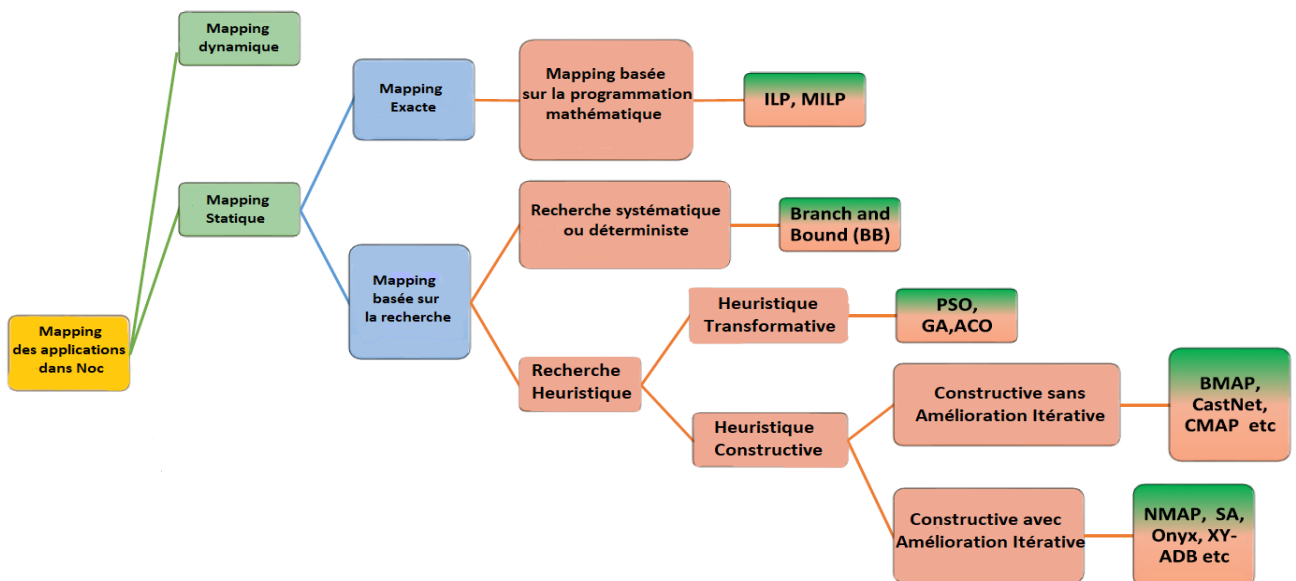 Mapping
dynamique
Mapping
Statique
Mapping
des applications
dans Noc
Mapping
Exacte
Mapping
basée sur
la recherche
Mapping basée
sur la programmation
mathématique
ILP, MILP
Recherche systématique
ou déterministe
Branch and
Bound (BB)
Recherche
Heuristique
Heuristique
Transformative
PSO,
GA,ACO
Heuristique
Constructive
Constructive sans
Amélioration Itérative
BMAP,
CastNet,
CMAP etc
Constructive avec
Amélioration Itérative
NMAP, SA,
Onyx, XY-
ADB etc